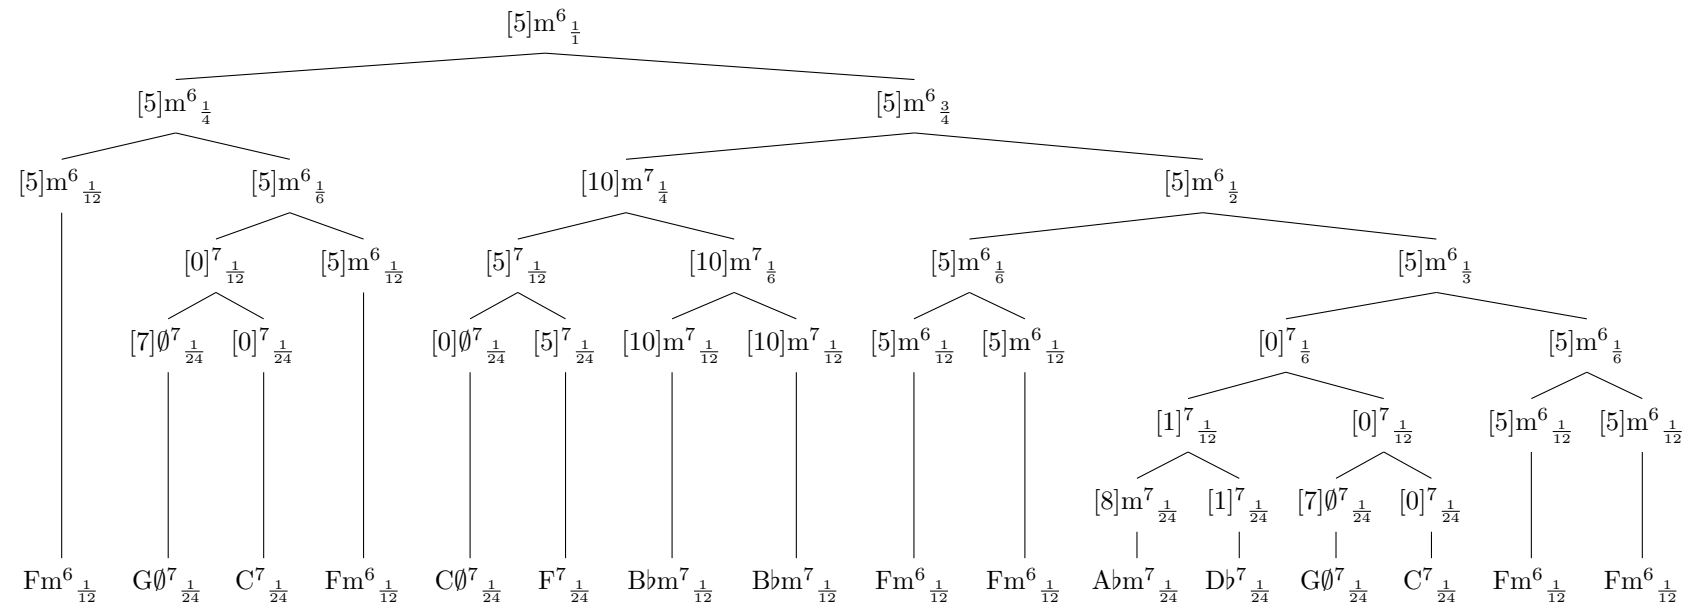 [5]m⁶ 1/1
[5]m⁶ 1/4 [5]m⁶ 3/4
[5]m⁶ 1/12 [5]m⁶ 1/6 [10]m⁷ 1/4 [5]m⁶ 1/2
[0]⁷ 1/12 [5]m⁶ 1/12 [5]⁷ 1/12 [10]m⁷ 1/6 [5]m⁶ 1/6 [5]m⁶ 1/3
[7]∅⁷ 1/24 [0]⁷ 1/24 [0]∅⁷ 1/24 [5]⁷ 1/24 [10]m⁷ 1/12 [10]m⁷ 1/12 [5]m⁶ 1/12 [5]m⁶ 1/12 [0]⁷ 1/6 [5]m⁶ 1/6
[1]⁷ 1/12 [0]⁷ 1/12 [5]m⁶ 1/12 [5]m⁶ 1/12
[8]m⁷ 1/24 [1]⁷ 1/24 [7]∅⁷ 1/24 [0]⁷ 1/24
Fm⁶ 1/12 G∅⁷ 1/24 C⁷ 1/24 Fm⁶ 1/12 C∅⁷ 1/24 F⁷ 1/24 B♭m⁷ 1/12 B♭m⁷ 1/12 Fm⁶ 1/12 Fm⁶ 1/12 A♭m⁷ 1/24 D♭⁷ 1/24 G∅⁷ 1/24 C⁷ 1/24 Fm⁶ 1/12 Fm⁶ 1/12